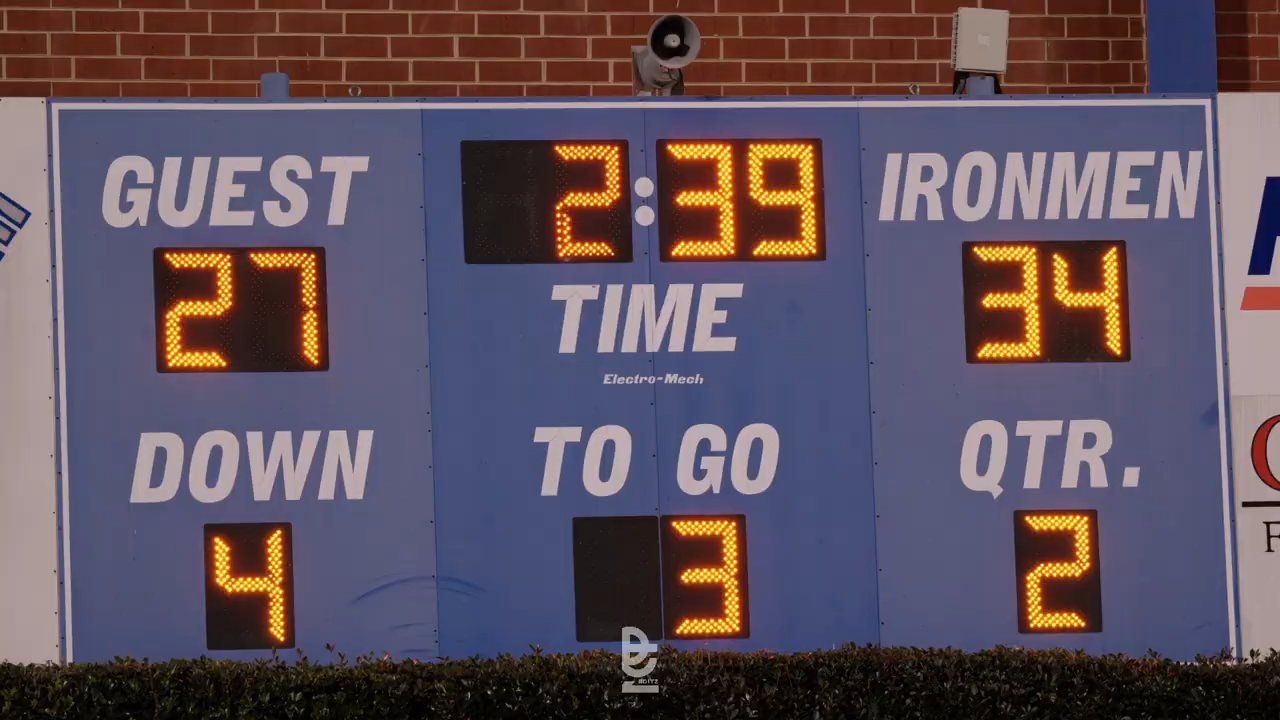 GUEST
2:39
IRONMEN
27
TIME
34
Electro-Mech
DOWN
TO GO
QTR.
4
3
2